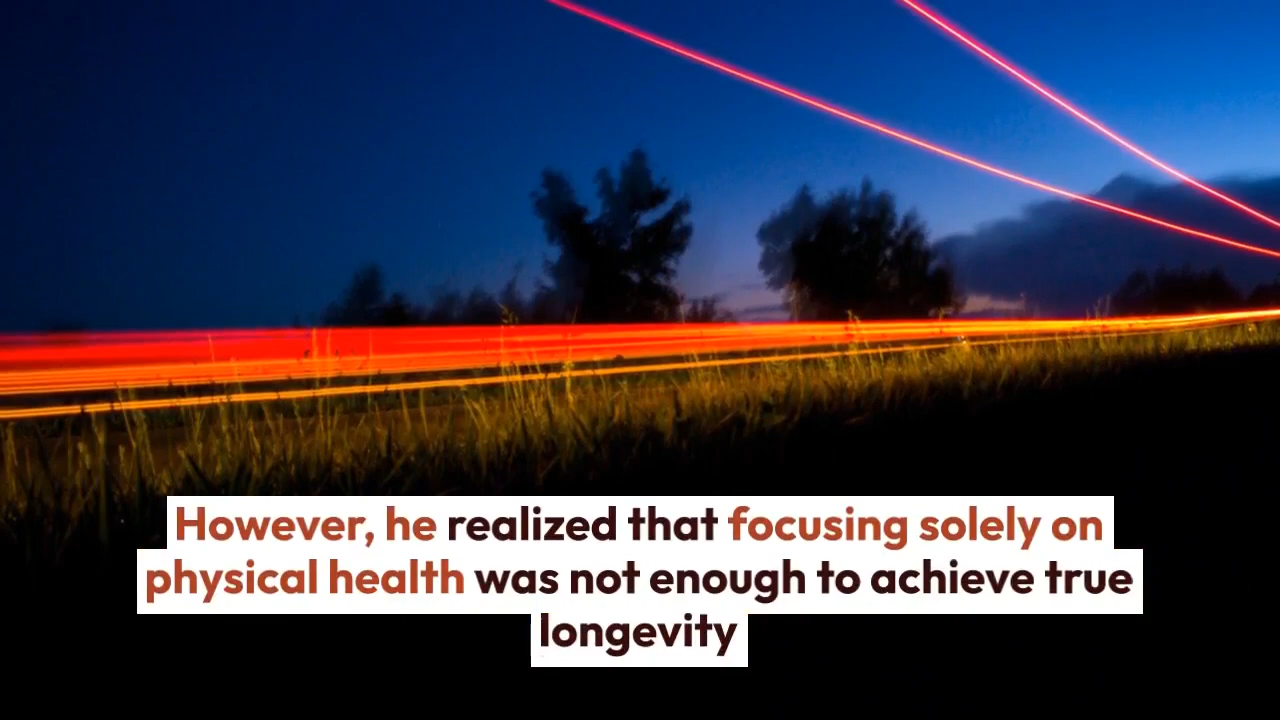 However, he realized that focusing solely on
physical health was not enough to achieve true
longevity